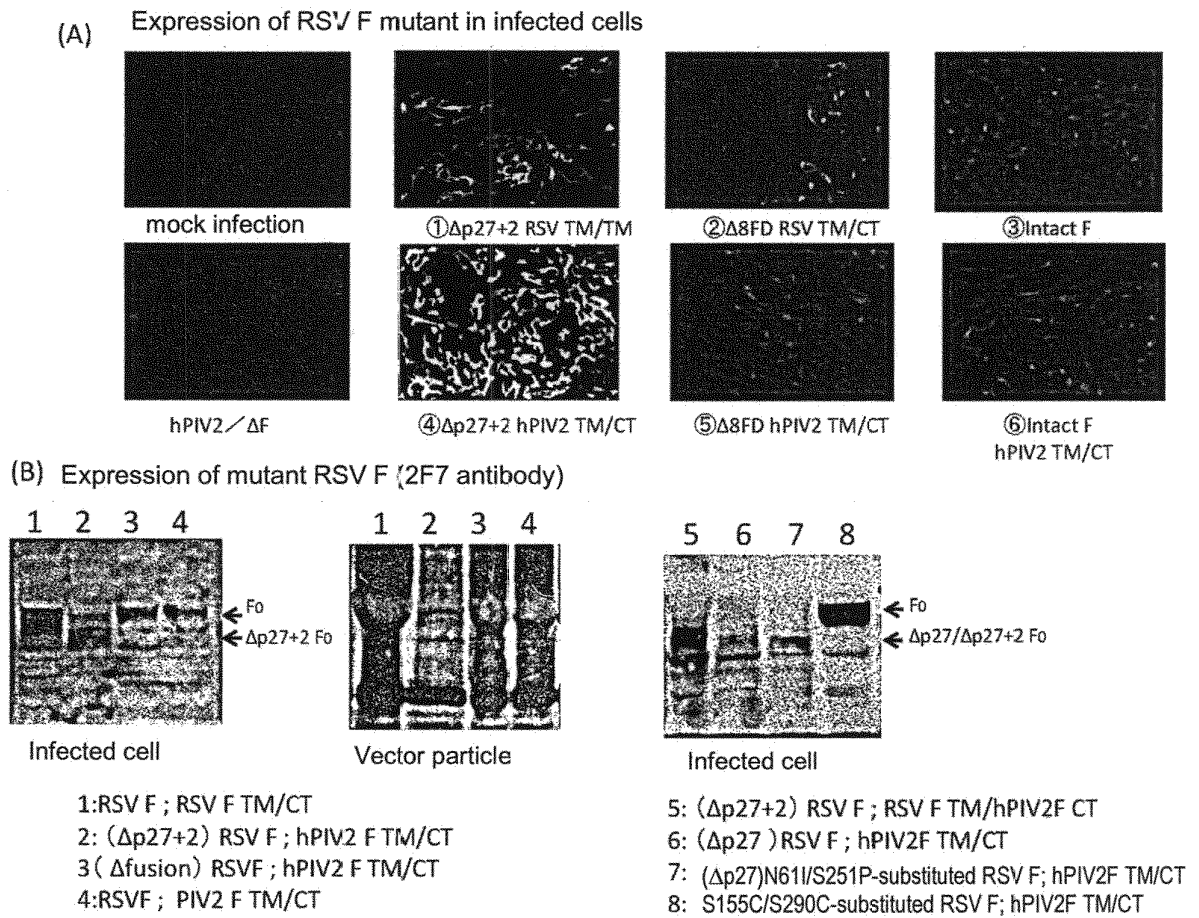 (A) Expression of RSV F mutant in infected cells
mock infection
①Δp27+2 RSV TM/TM
②Δ8FD RSV TM/CT
③Intact F
hPIV2/ΔF
④Δp27+2 hPIV2 TM/CT
⑤Δ8FD hPIV2 TM/CT
⑥Intact F
hPIV2 TM/CT
(B) Expression of mutant RSV F (2F7 antibody)
1 2 3 4
1 2 3 4
5 6 7 8
Fo
Δp27+2 Fo
Fo
Δp27/Δp27+2 Fo
Infected cell
Vector particle
Infected cell
1:RSV F ; RSV F TM/CT
2: (Δp27+2) RSV F ; hPIV2 F TM/CT
3(Δfusion) RSVF ; hPIV2 F TM/CT
4:RSVF ; PIV2 F TM/CT
5: (Δp27+2) RSV F ; RSV F TM/hPIV2F CT
6: (Δp27 )RSV F ; hPIV2F TM/CT
7: (Δp27)N61I/S251P-substituted RSV F; hPIV2F TM/CT
8: S155C/S290C-substituted RSV F; hPIV2F TM/CT